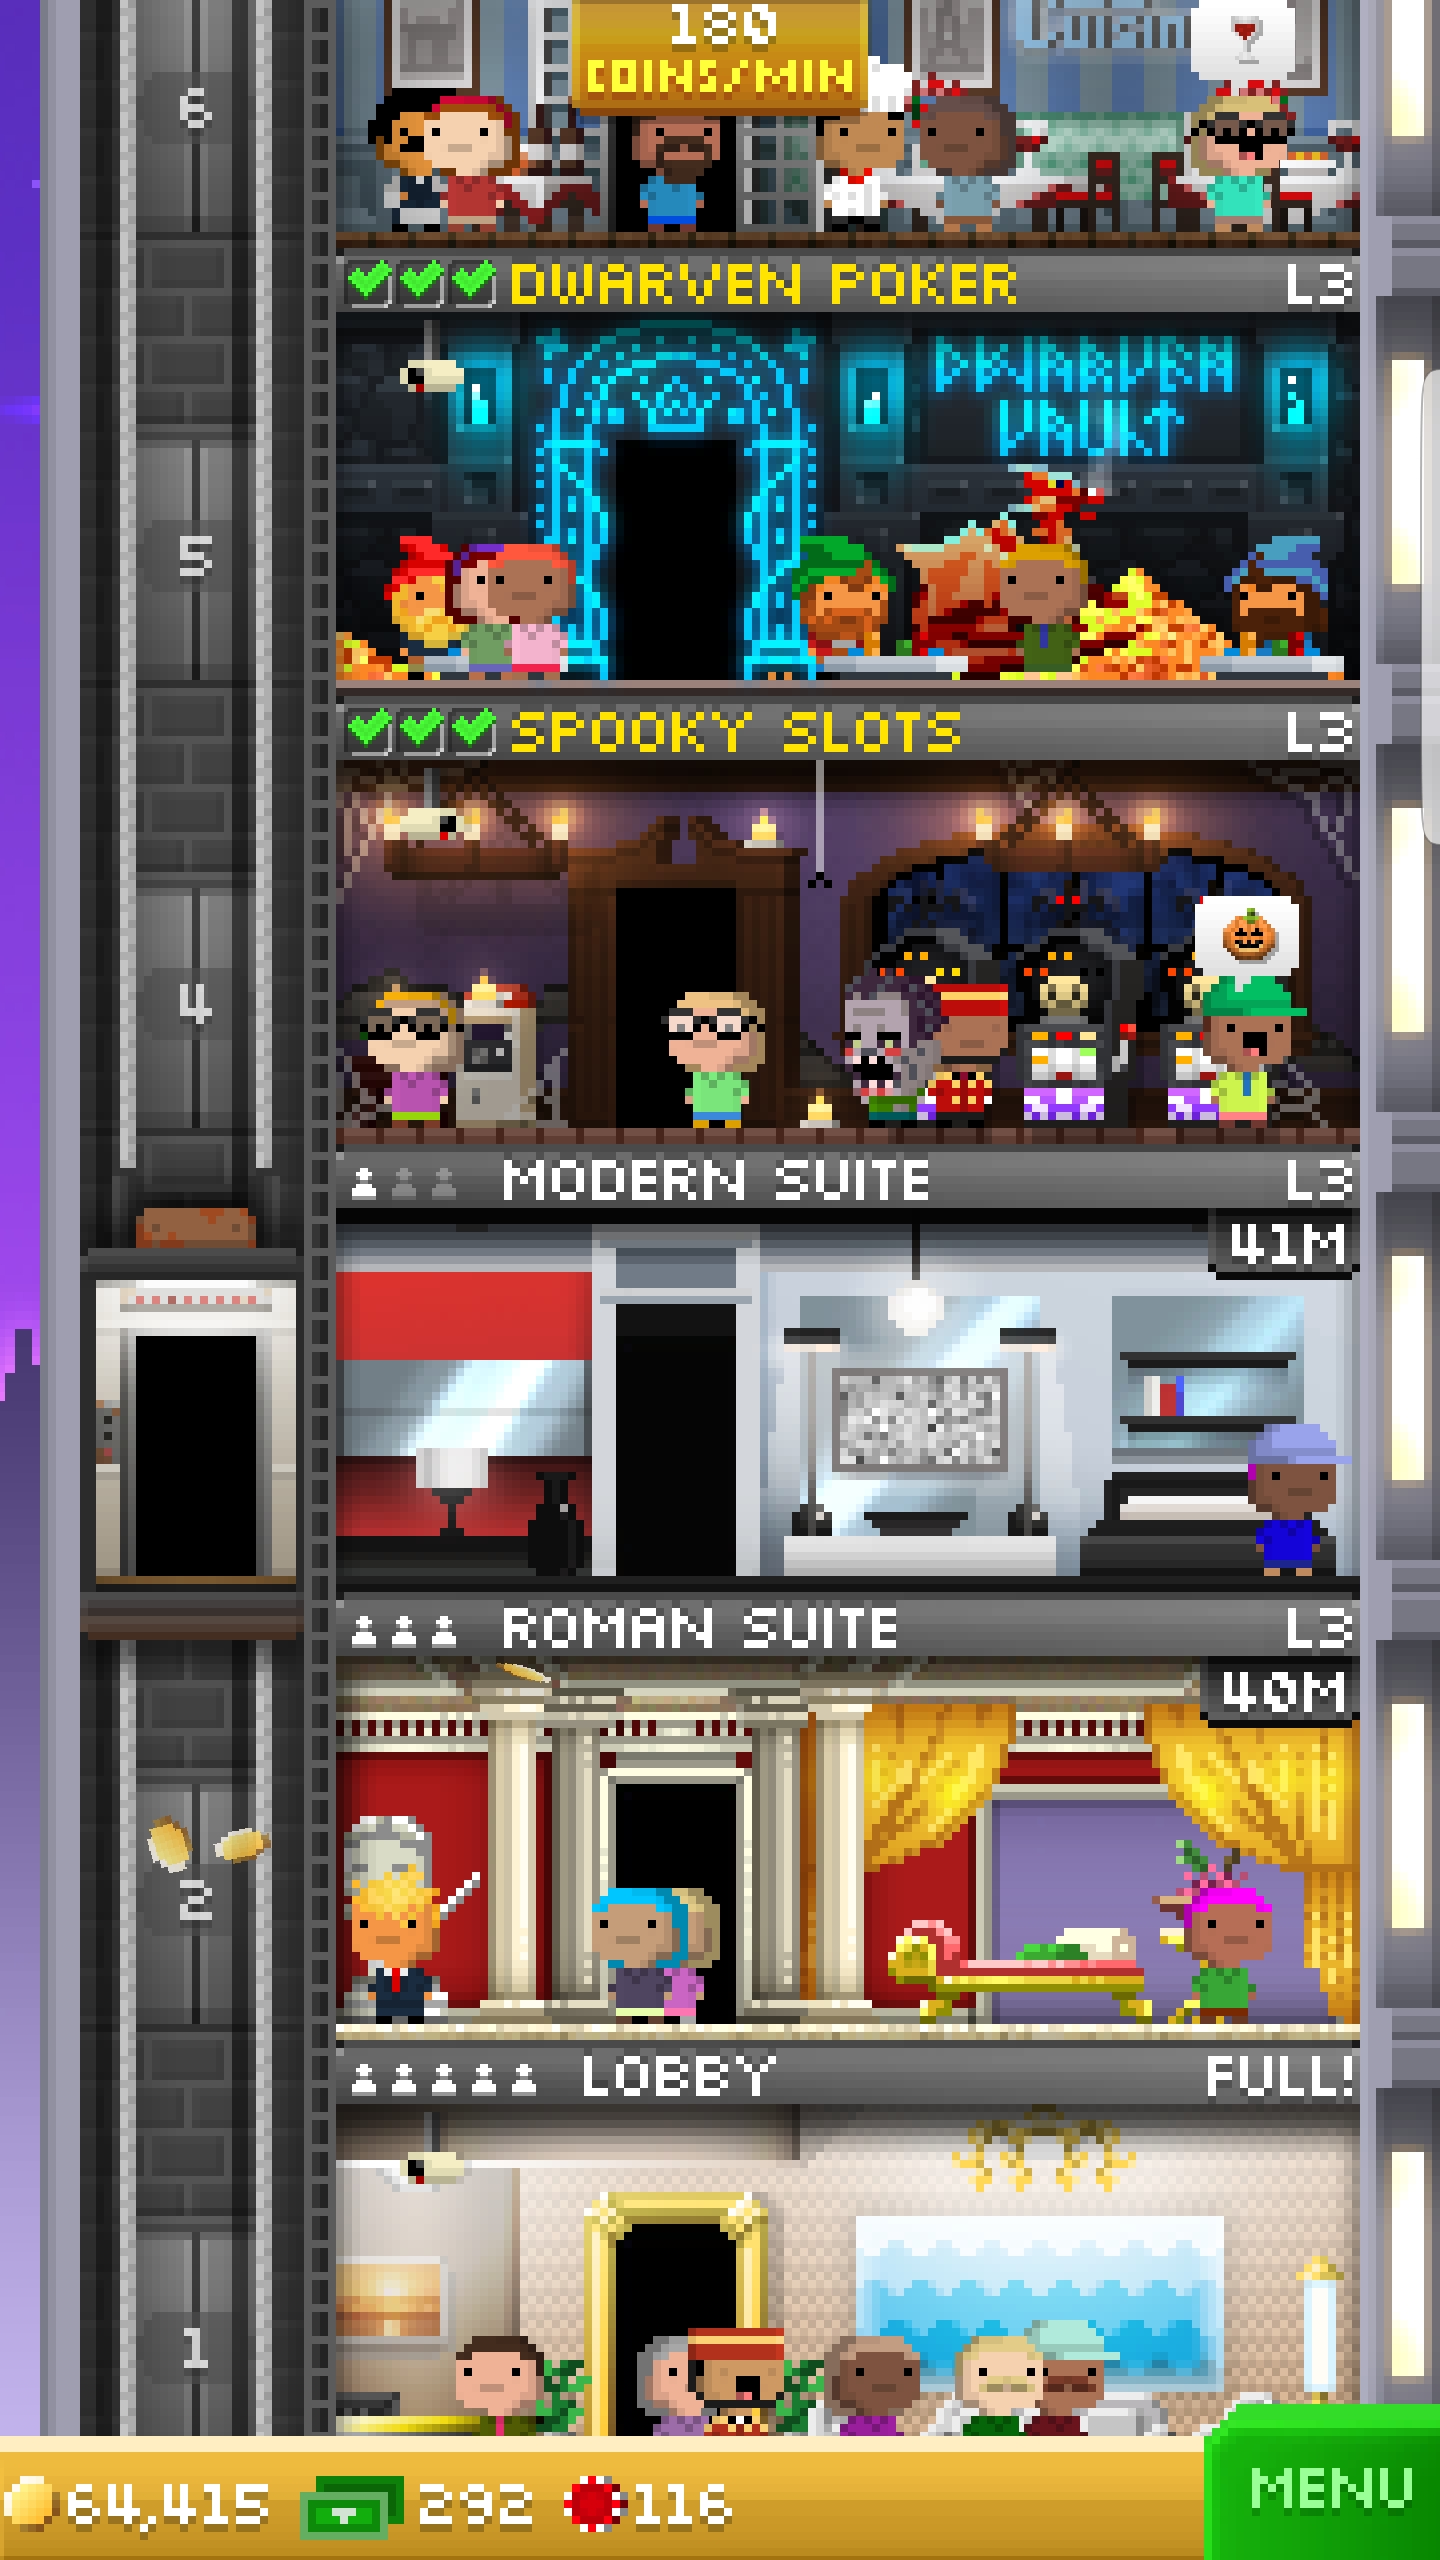 180
COINS/MIN
Cuisin
6
DWARVEN POKER L3
DWARVEN
VAULT
5
SPOOKY SLOTS L3
4
MODERN SUITE L3
41M
ROMAN SUITE L3
40M
2
LOBBY FULL!
1
64,415 292 116
MENU